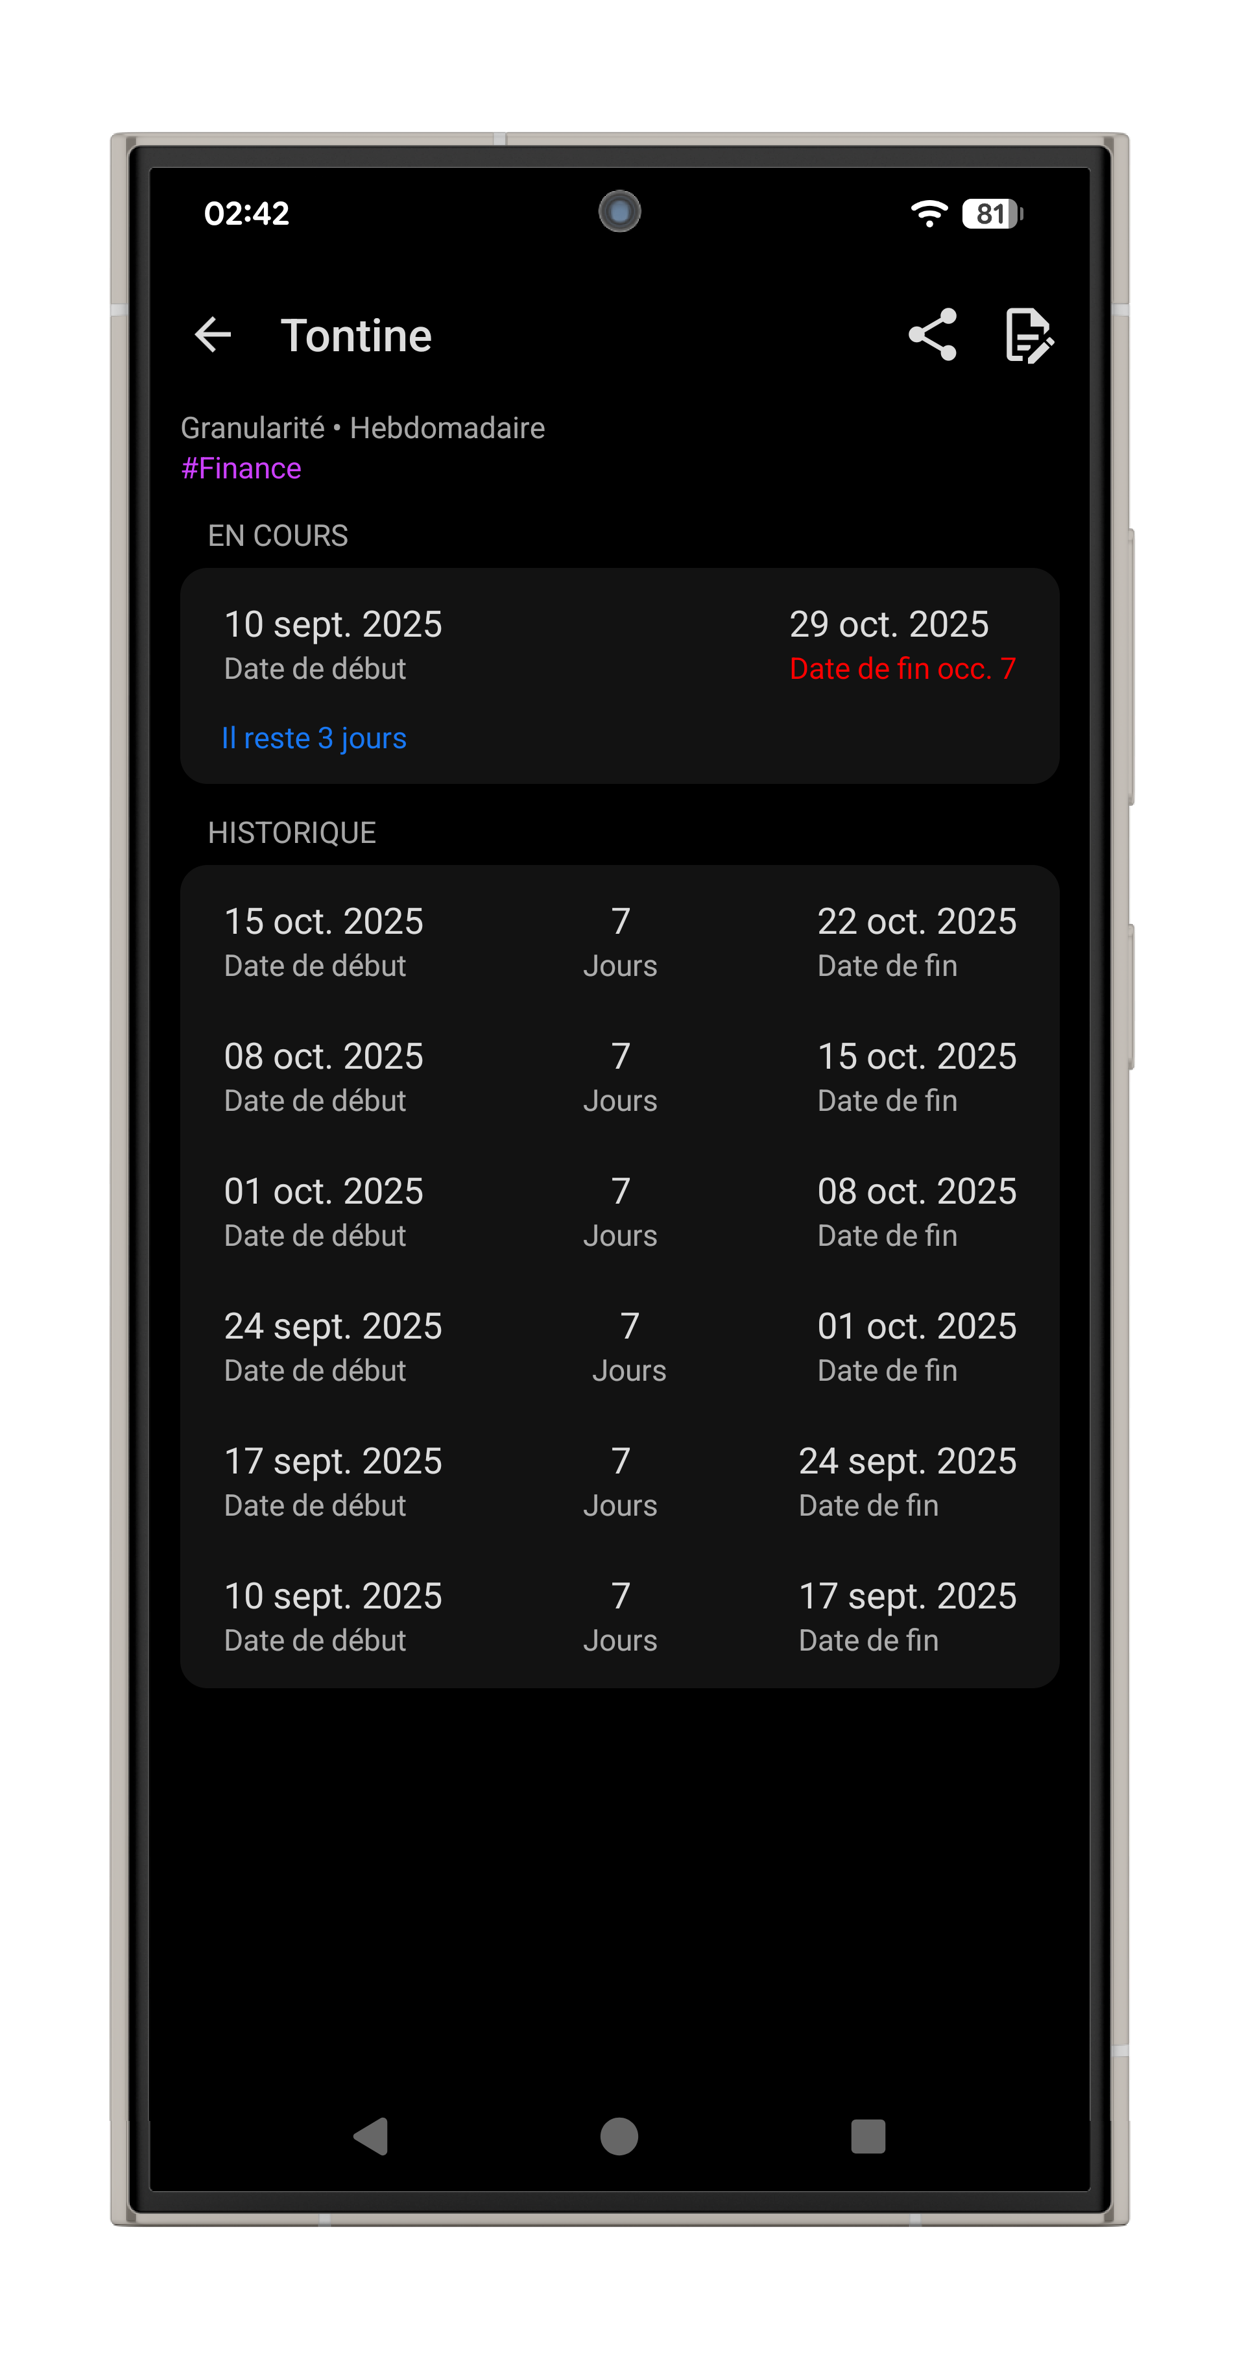 02:42
81
Tontine
Granularité • Hebdomadaire
#Finance
EN COURS
10 sept. 2025 29 oct. 2025
Date de début Date de fin occ. 7
Il reste 3 jours
HISTORIQUE
15 oct. 2025 7 22 oct. 2025
Date de début Jours Date de fin
08 oct. 2025 7 15 oct. 2025
Date de début Jours Date de fin
01 oct. 2025 7 08 oct. 2025
Date de début Jours Date de fin
24 sept. 2025 7 01 oct. 2025
Date de début Jours Date de fin
17 sept. 2025 7 24 sept. 2025
Date de début Jours Date de fin
10 sept. 2025 7 17 sept. 2025
Date de début Jours Date de fin